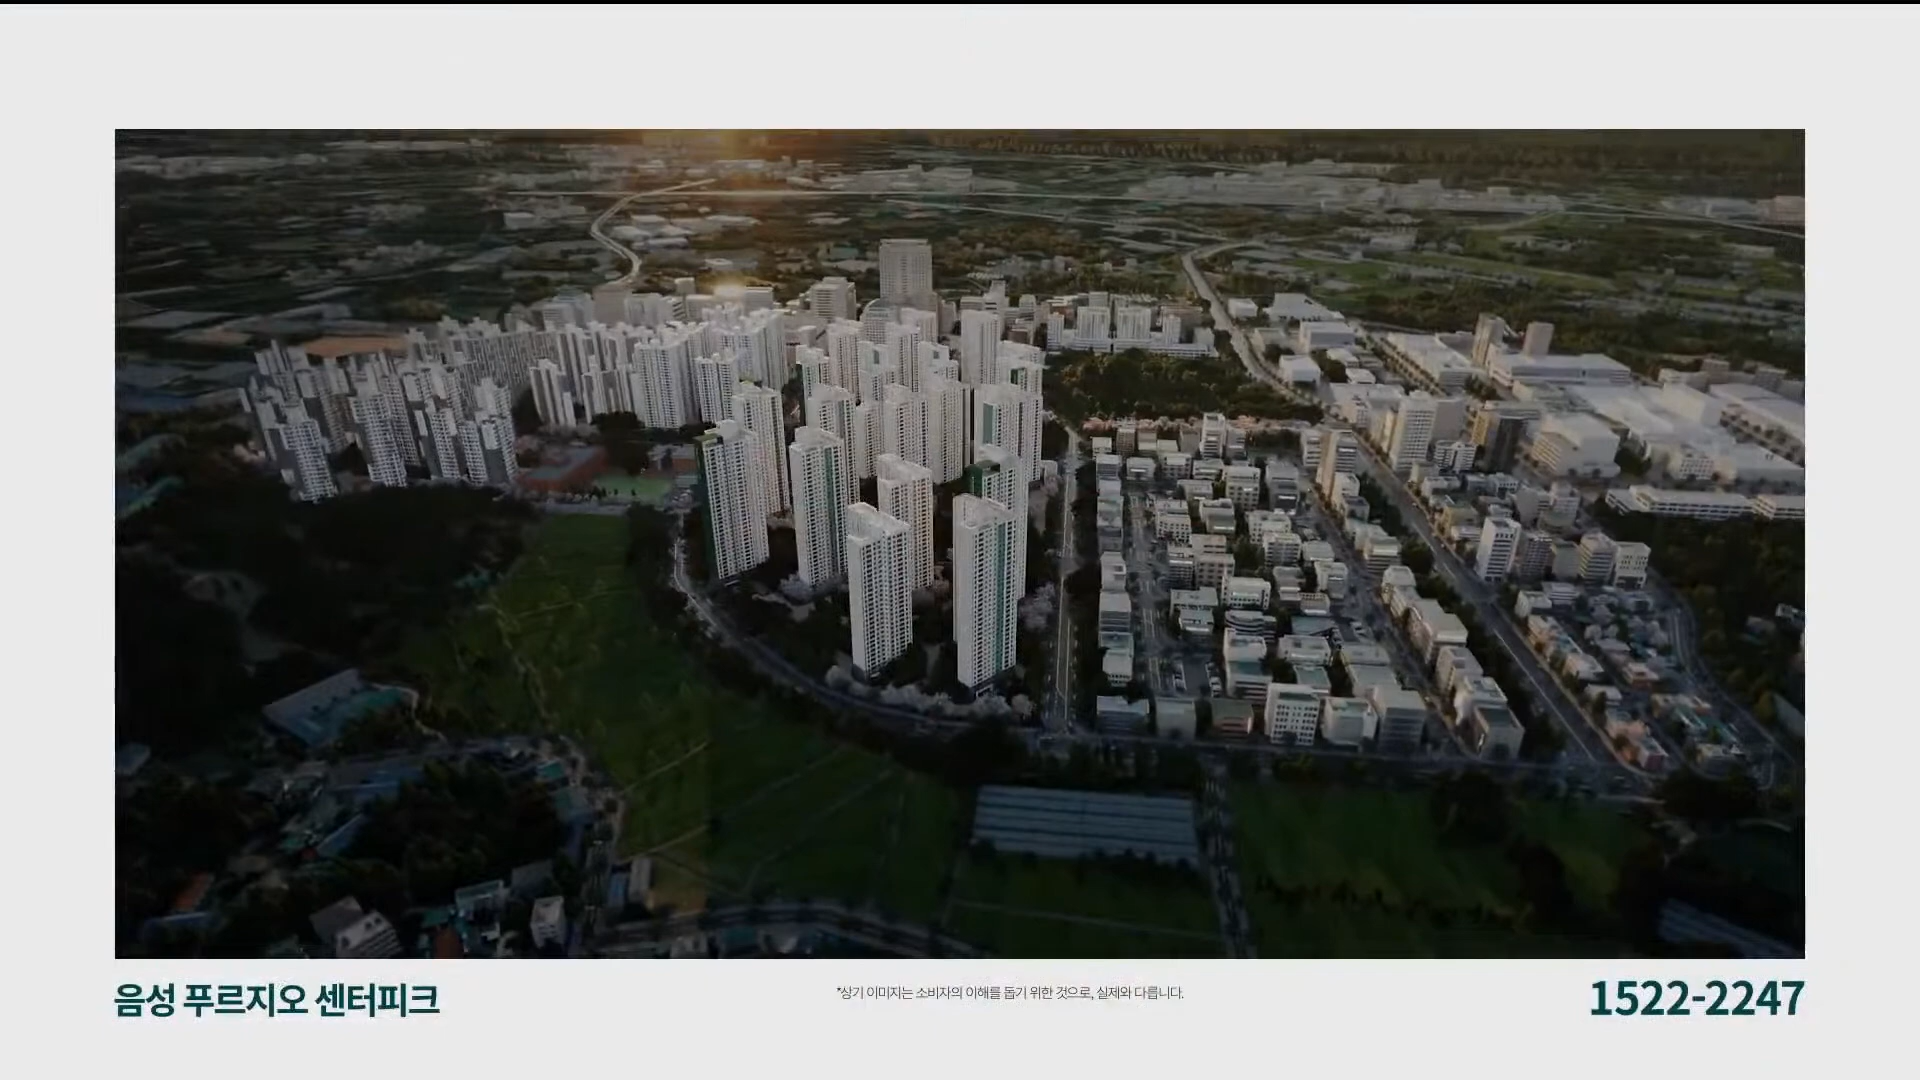 음성 푸르지오 센터피크
*상기 이미지는 소비자의 이해를 돕기 위한 것으로, 실제와 다릅니다.
1522-2247